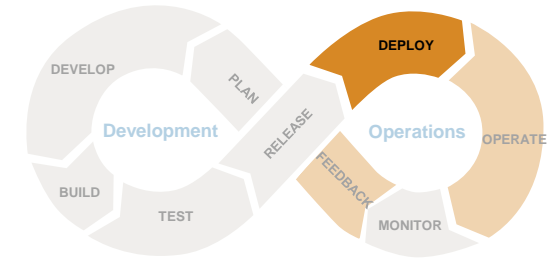 DEPLOY
DEVELOP
PLAN
Development
RELEASE
Operations
OPERATE
FEEDBACK
BUILD
TEST
MONITOR